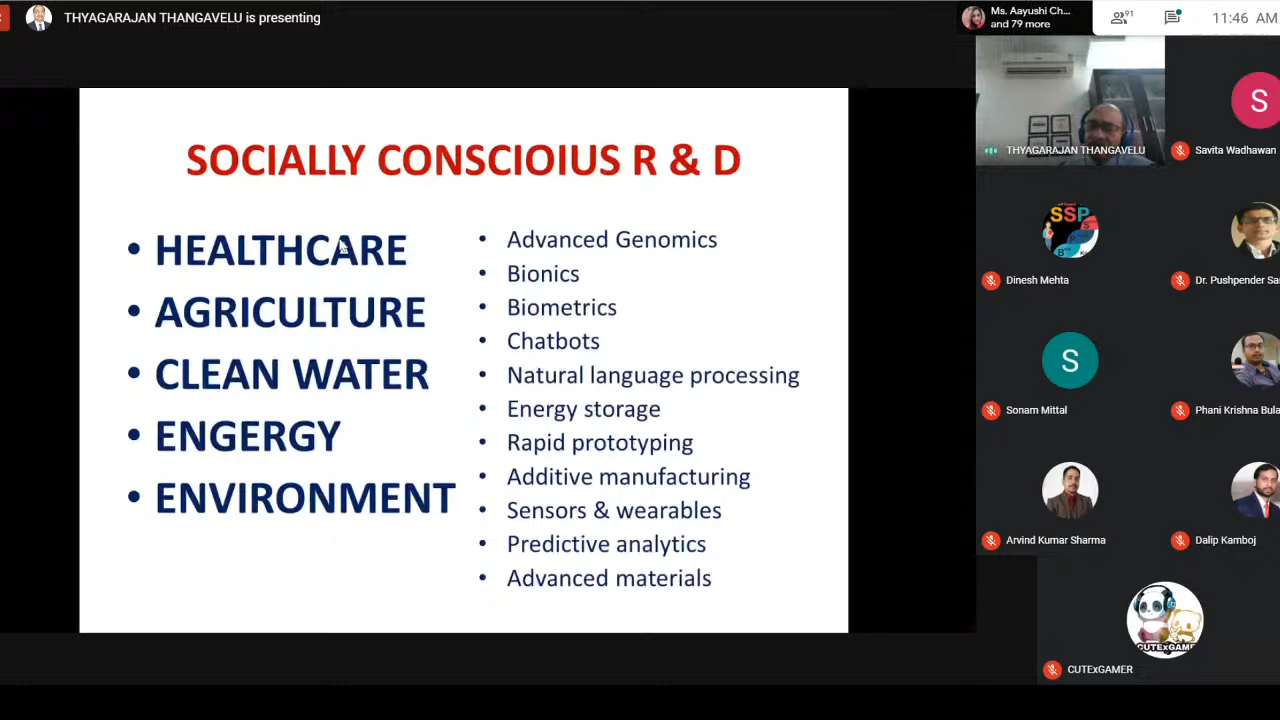 THYAGARAJAN THANGAVELU is presenting
Ms. Aayushi Ch...
and 79 more
91
11:46 AM
SOCIALLY CONSCIOIUS R & D
• HEALTHCARE
• AGRICULTURE
• CLEAN WATER
• ENGERGY
• ENVIRONMENT
• Advanced Genomics
• Bionics
• Biometrics
• Chatbots
• Natural language processing
• Energy storage
• Rapid prototyping
• Additive manufacturing
• Sensors & wearables
• Predictive analytics
• Advanced materials
THYAGARAJAN THANGAVELU
S
Savita Wadhawan
SSP
Dinesh Mehta
Dr. Pushpender Sa
S
Sonam Mittal
Phani Krishna Bula
Arvind Kumar Sharma
Dalip Kamboj
CUTExGAMER
CUTExGAMER